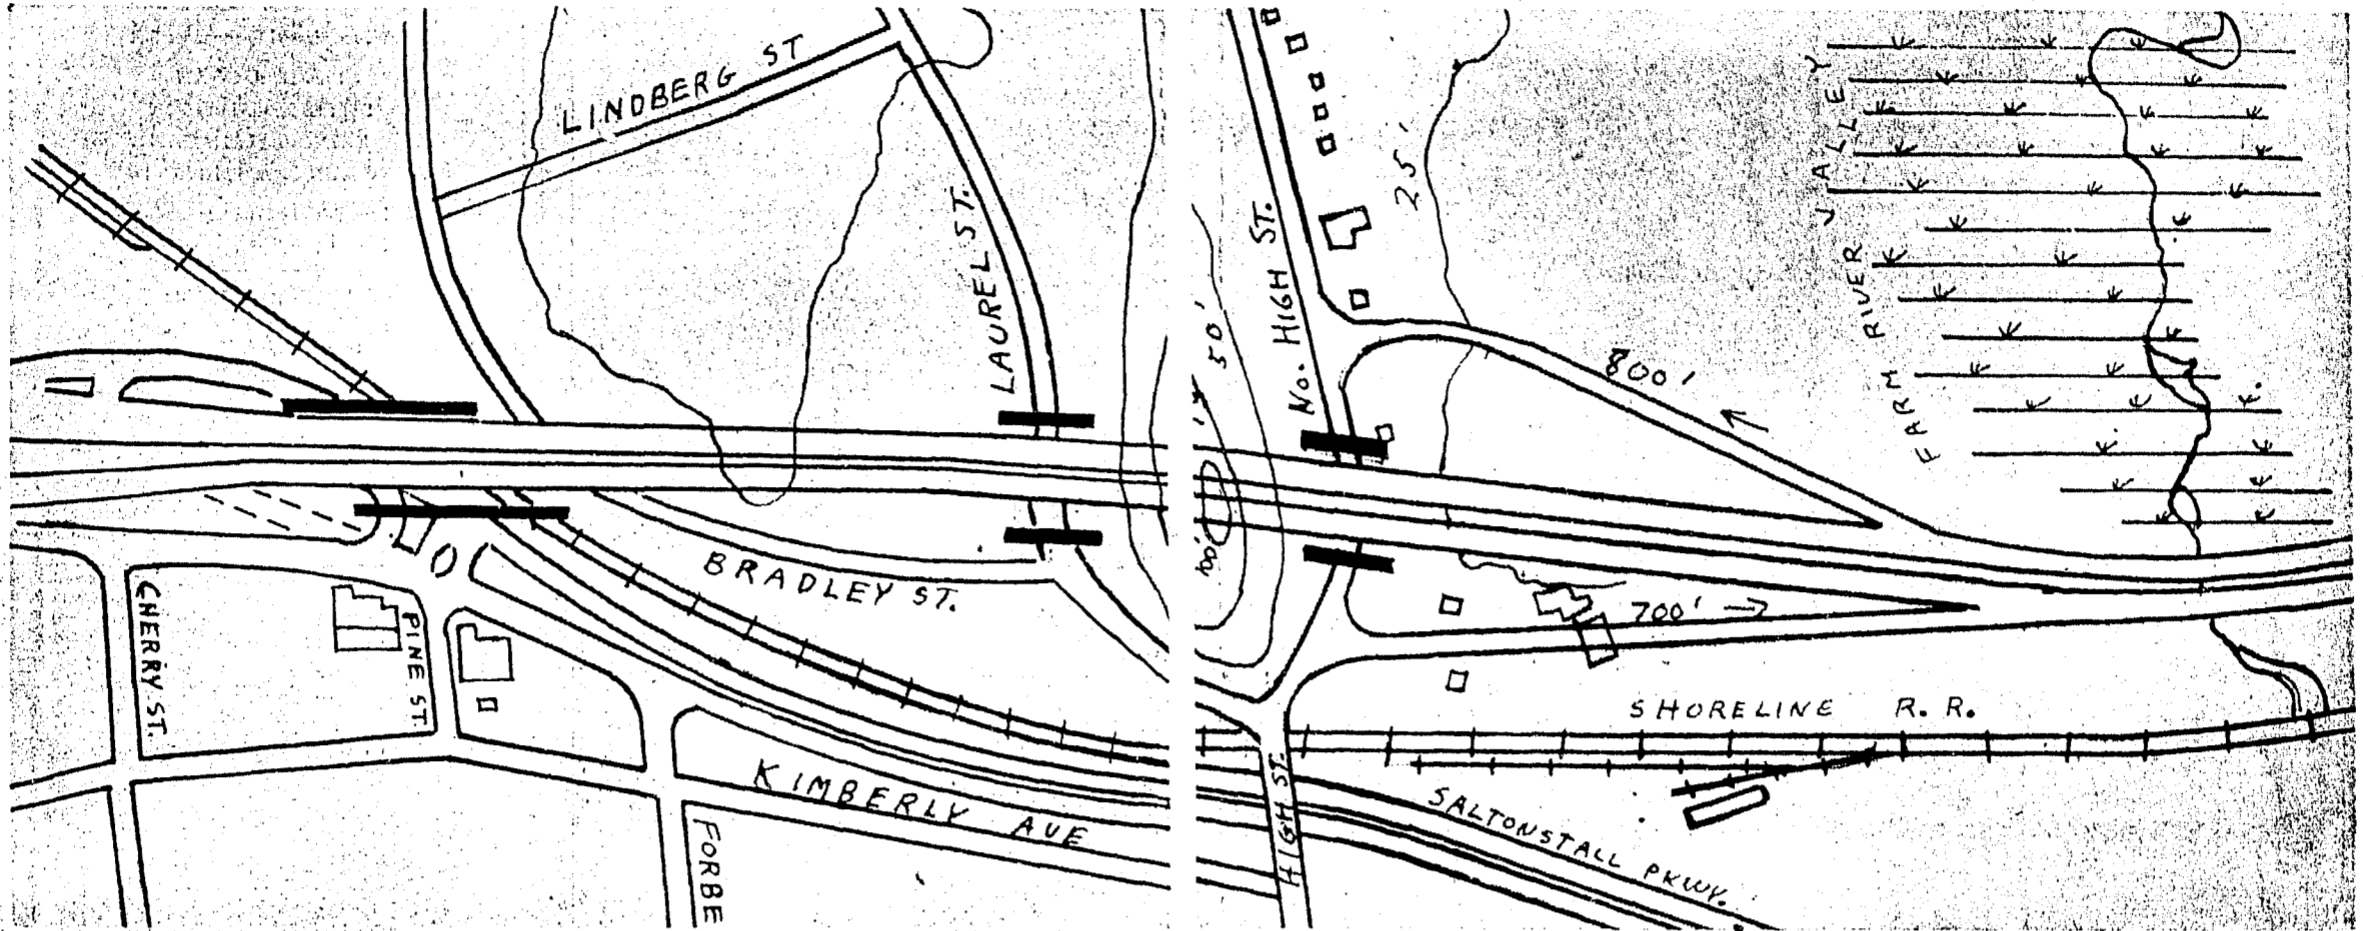 LINDBERG ST
LAUREL ST.
BRADLEY ST.
CHERRY ST.
PINE ST.
KIMBERLY AVE
FORBE
50'
100'
No. HIGH ST.
25'
800'
FARM RIVER VALLEY
700'
SHORELINE R. R.
HIGH ST.
SALTONSTALL PKWY.